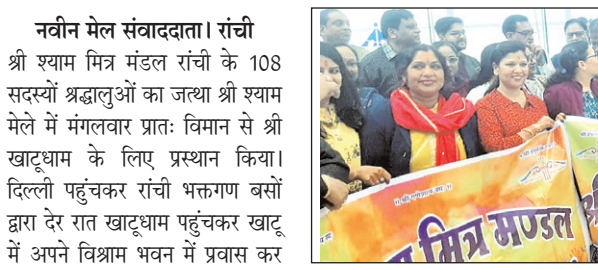 नवीन मेल संवाददाता। रांची
श्री श्याम मित्र मंडल रांची के 108
सदस्यों श्रद्धालुओं का जत्था श्री श्याम
मेले में मंगलवार प्रातः विमान से श्री
खाटूधाम के लिए प्रस्थान किया।
दिल्ली पहुंचकर रांची भक्तगण बसों
द्वारा देर रात खाटूधाम पहुंचकर खाटू
में अपने विश्राम भवन में प्रवास कर
मित्र मण्डल